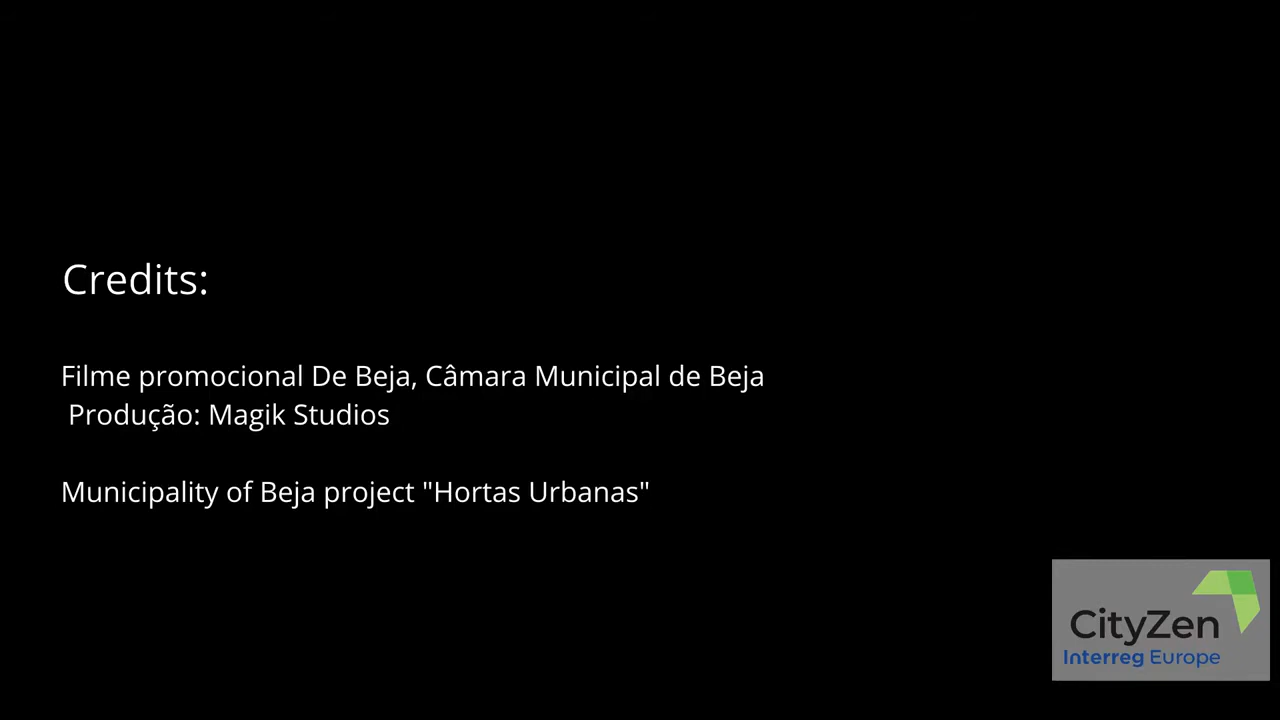 Credits:
Filme promocional De Beja, Câmara Municipal de Beja
Produção: Magik Studios
Municipality of Beja project "Hortas Urbanas"
CityZen
Interreg Europe